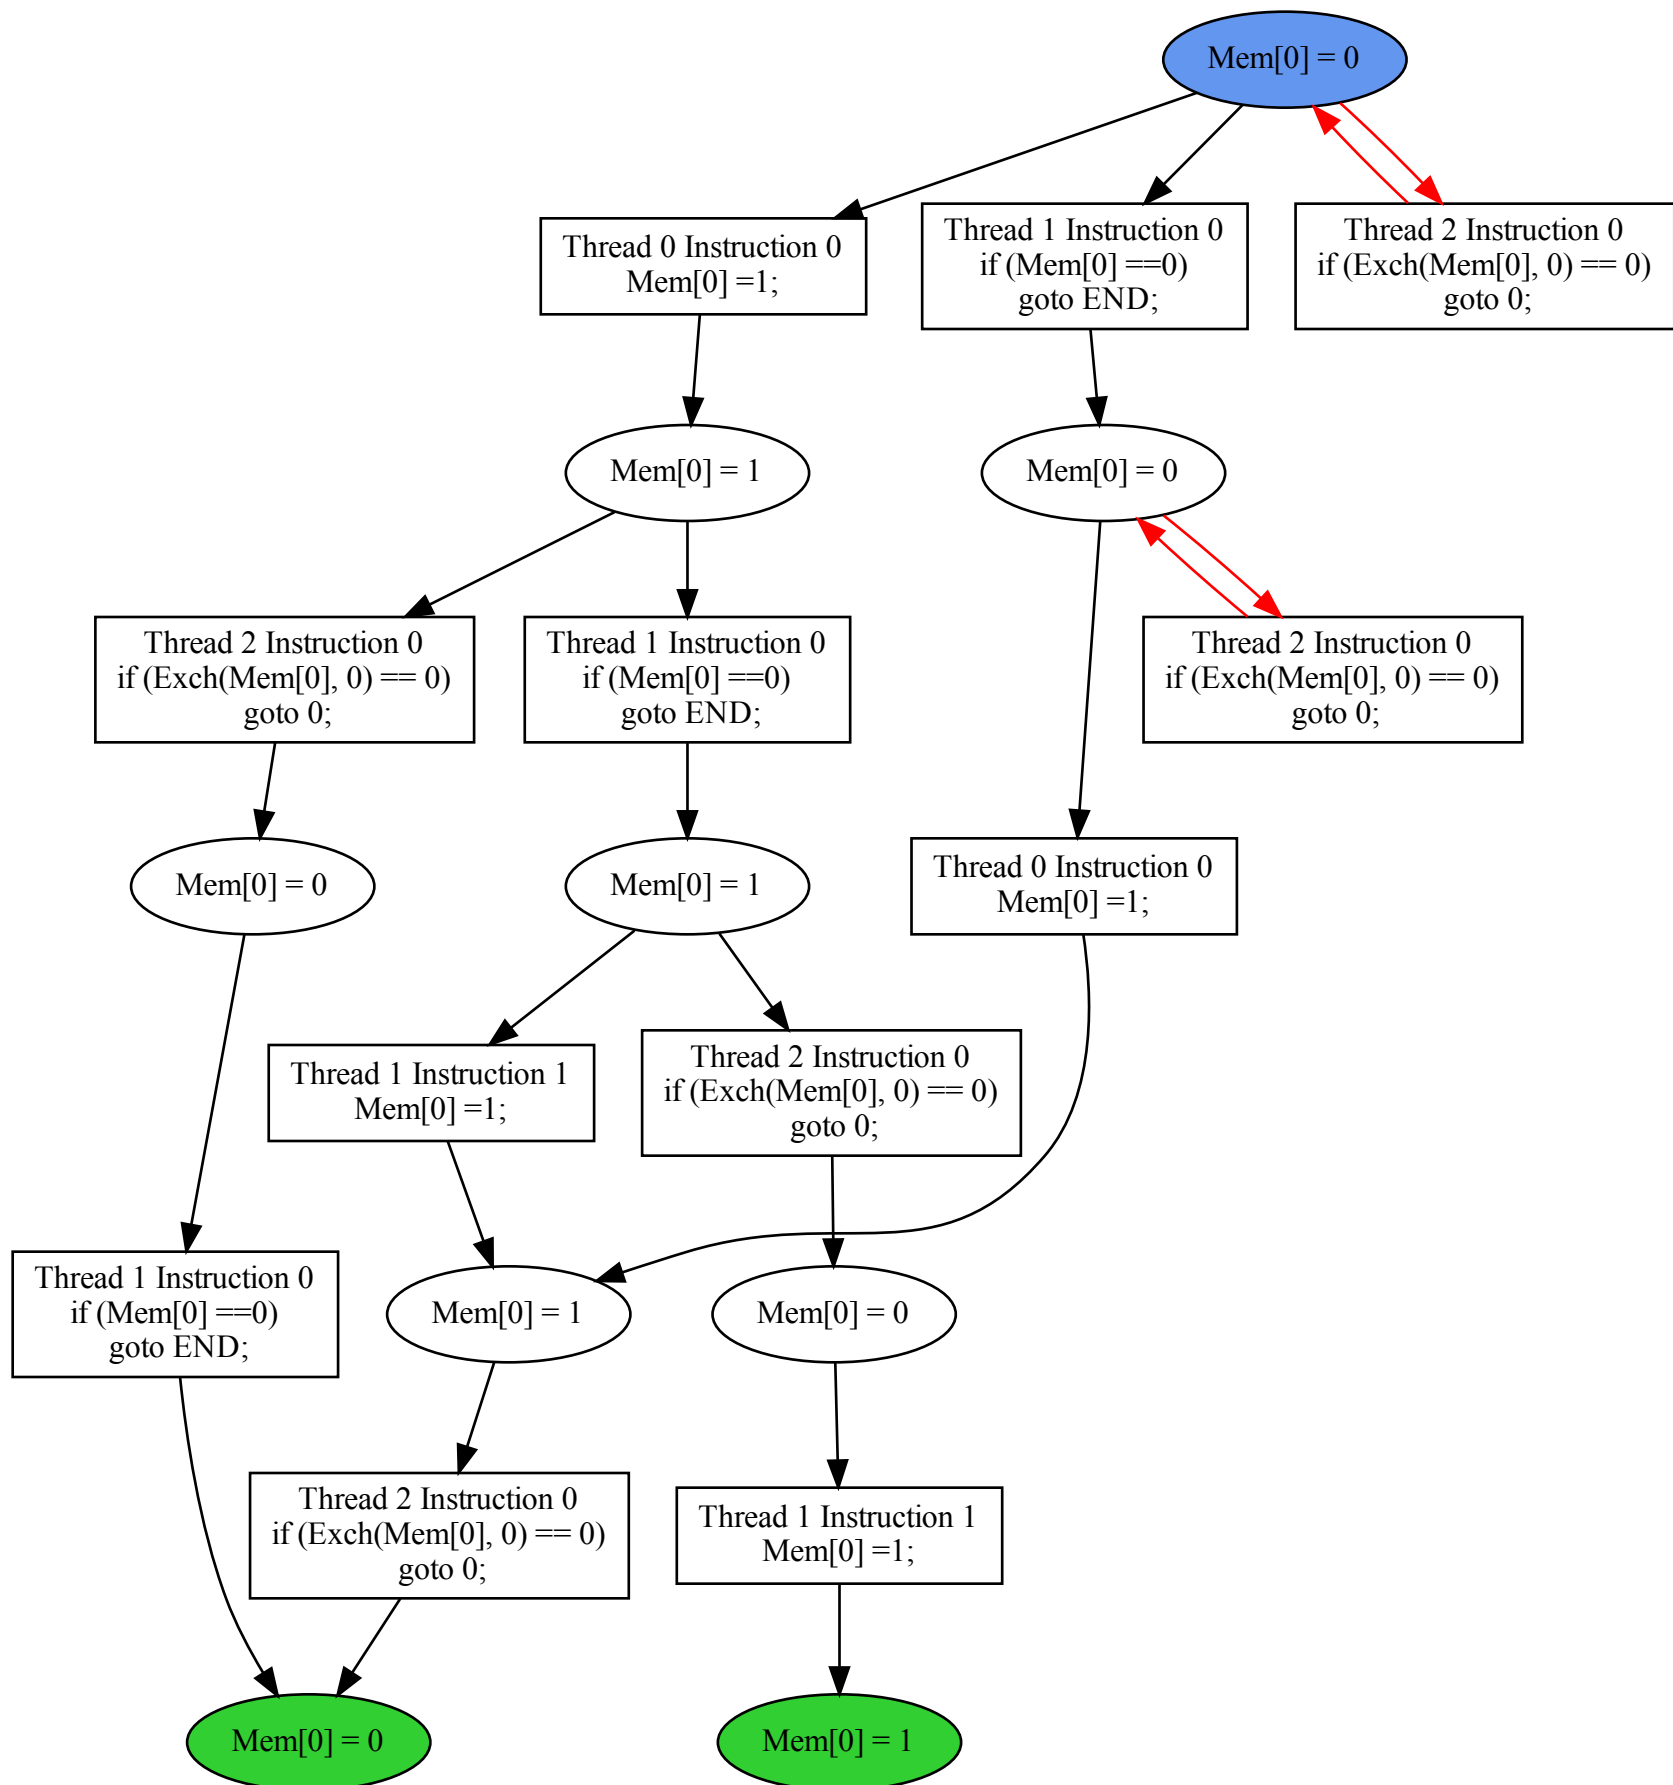 Mem[0] = 0
Thread 0 Instruction 0
Mem[0] =1;
Thread 1 Instruction 0
if (Mem[0] ==0)
goto END;
Thread 2 Instruction 0
if (Exch(Mem[0], 0) == 0)
goto 0;
Mem[0] = 1
Mem[0] = 0
Thread 2 Instruction 0
if (Exch(Mem[0], 0) == 0)
goto 0;
Thread 1 Instruction 0
if (Mem[0] ==0)
goto END;
Thread 2 Instruction 0
if (Exch(Mem[0], 0) == 0)
goto 0;
Mem[0] = 0
Mem[0] = 1
Thread 0 Instruction 0
Mem[0] =1;
Thread 1 Instruction 1
Mem[0] =1;
Thread 2 Instruction 0
if (Exch(Mem[0], 0) == 0)
goto 0;
Thread 1 Instruction 0
if (Mem[0] ==0)
goto END;
Mem[0] = 1
Mem[0] = 0
Thread 2 Instruction 0
if (Exch(Mem[0], 0) == 0)
goto 0;
Thread 1 Instruction 1
Mem[0] =1;
Mem[0] = 0
Mem[0] = 1